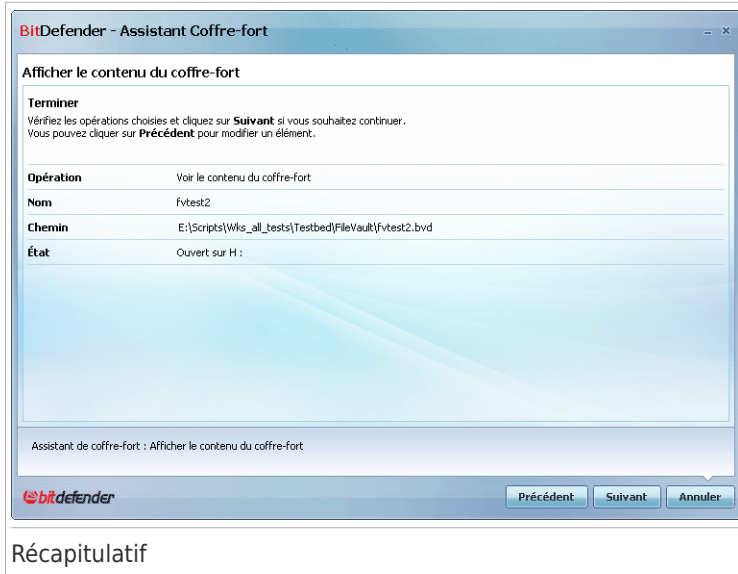 BitDefender - Assistant Coffre-fort
Afficher le contenu du coffre-fort
Terminer
Vérifiez les opérations choisies et cliquez sur Suivant si vous souhaitez continuer.
Vous pouvez cliquer sur Précédent pour modifier un élément.
Opération Voir le contenu du coffre-fort
Nom fvtest2
Chemin E:\Scripts\Wks_all_tests\Testbed\FileVault\fvtest2.bvd
État Ouvert sur H :
Assistant de coffre-fort : Afficher le contenu du coffre-fort
bitdefender Précédent Suivant Annuler
Récapitulatif